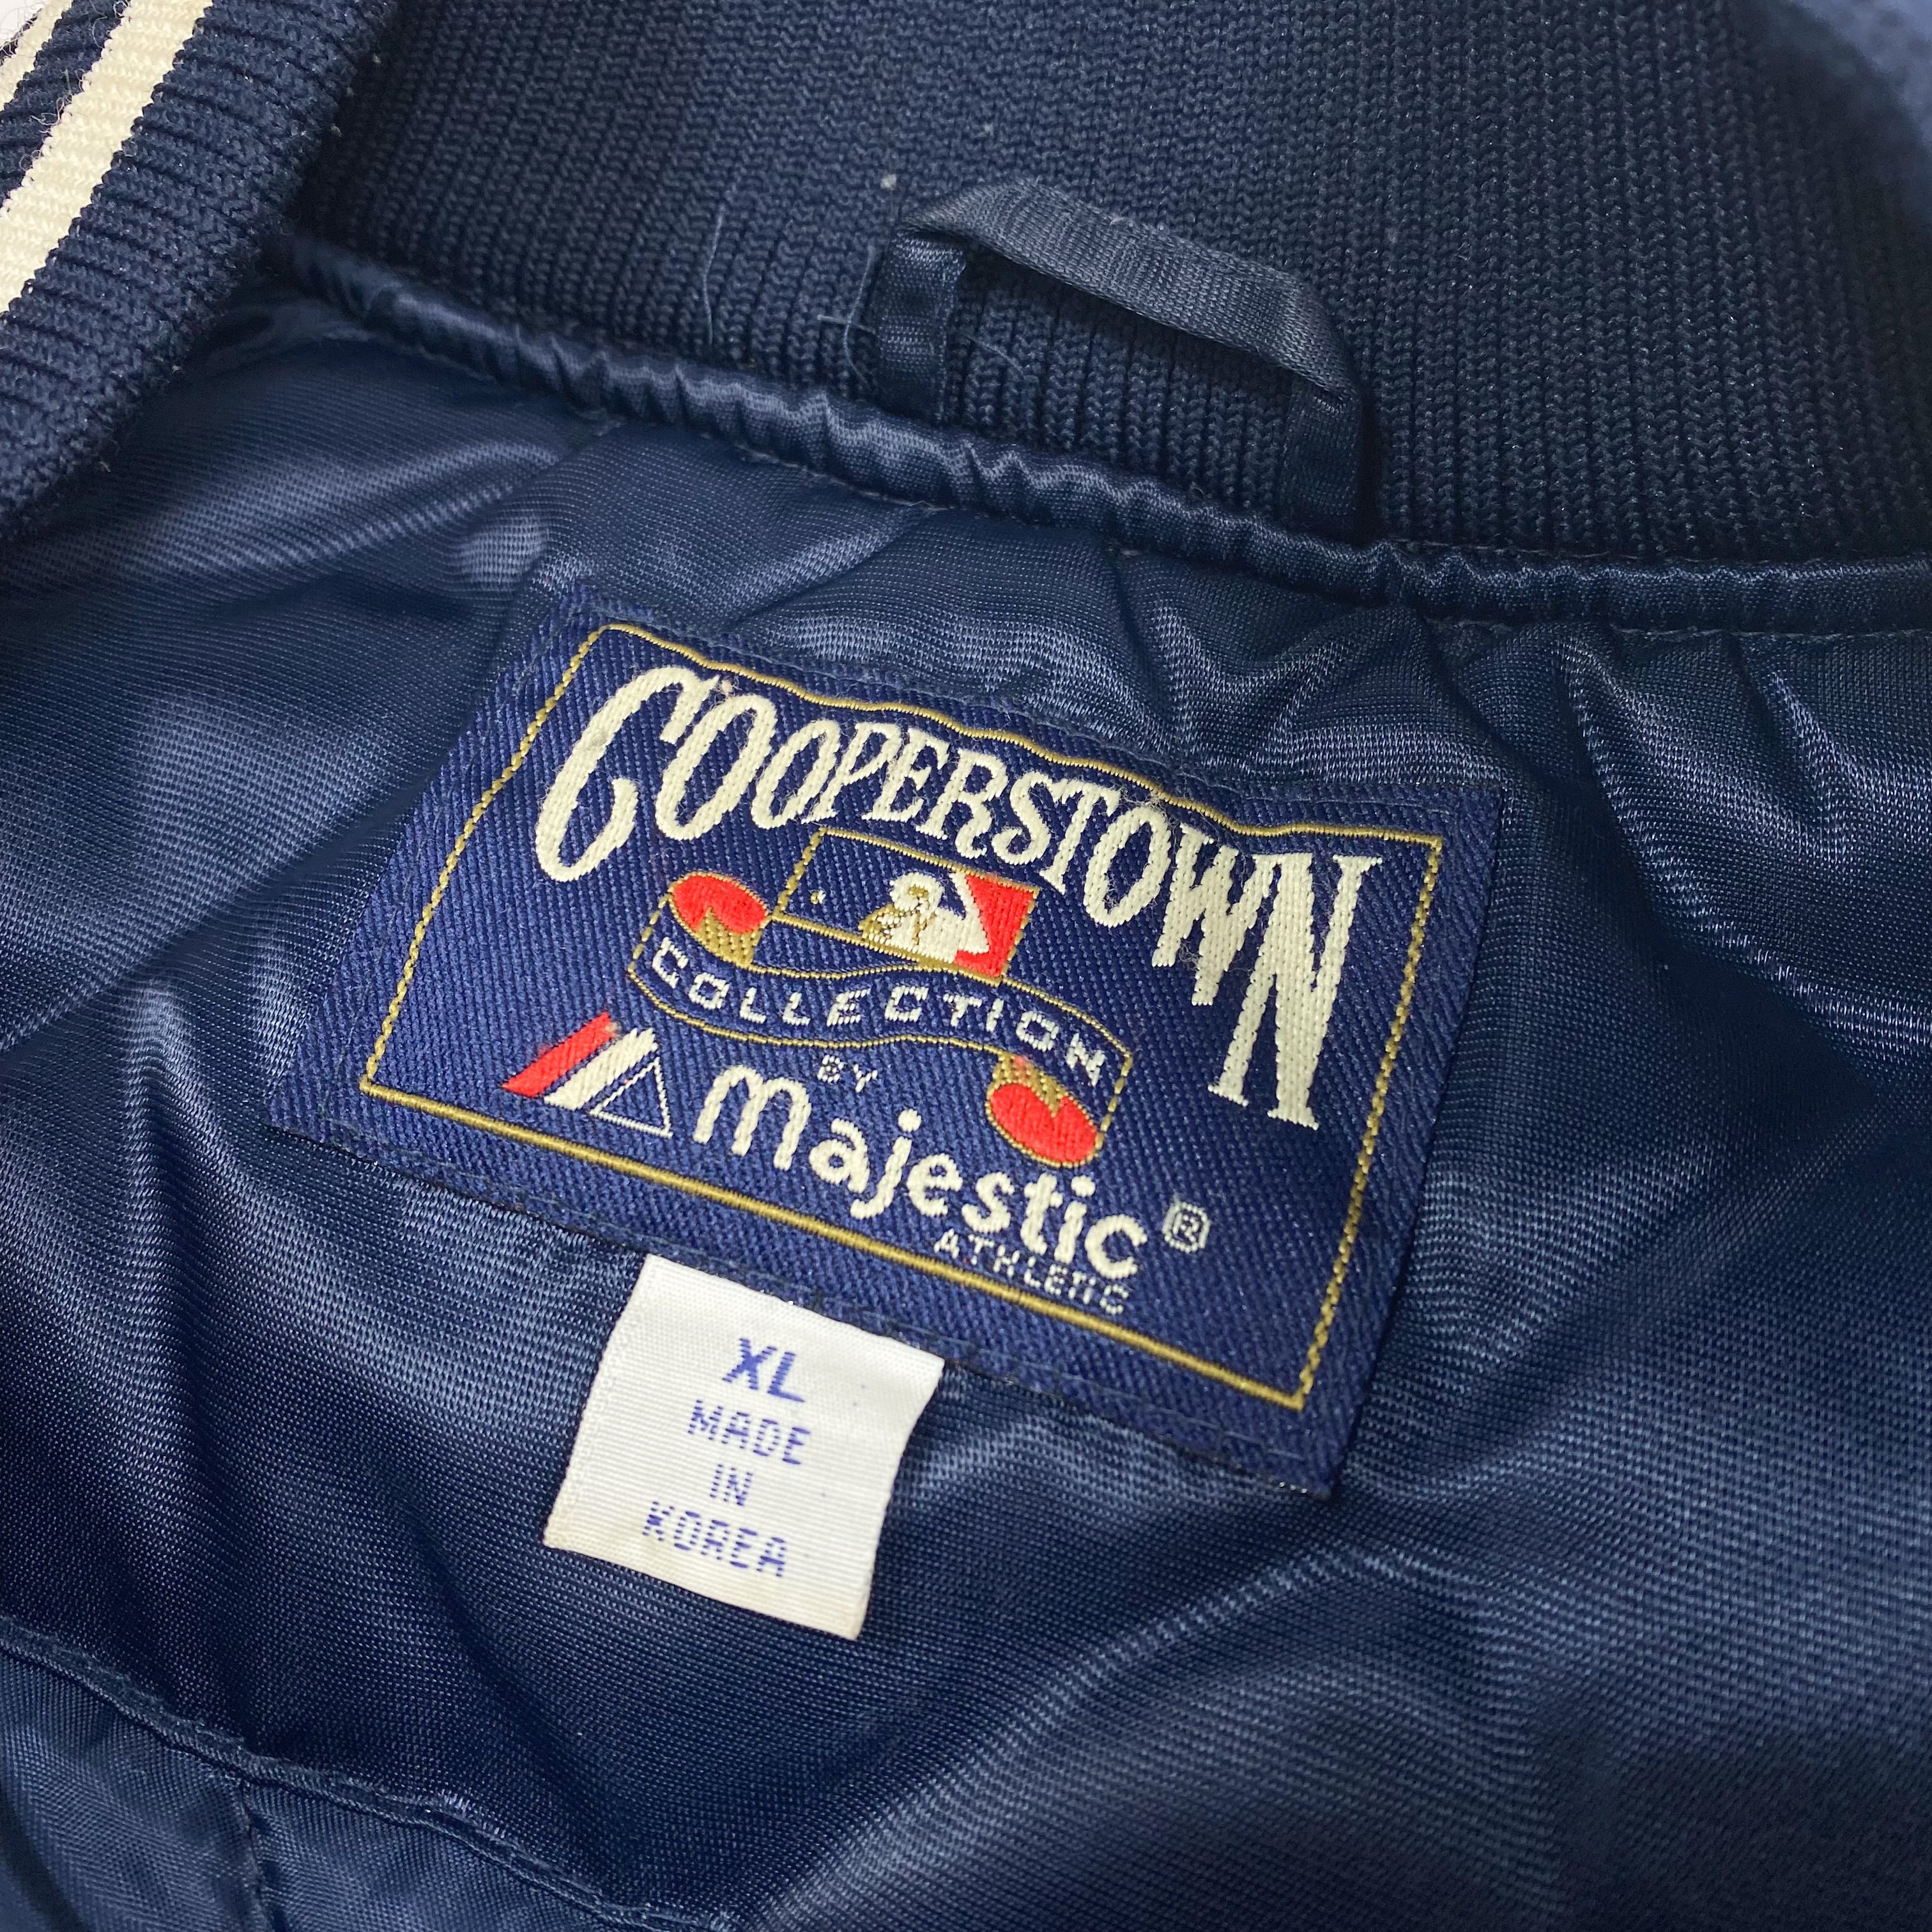 COOPERSTOWN
COLLECTION
BY
majestic®
ATHLETIC
XL
MADE
IN
KOREA